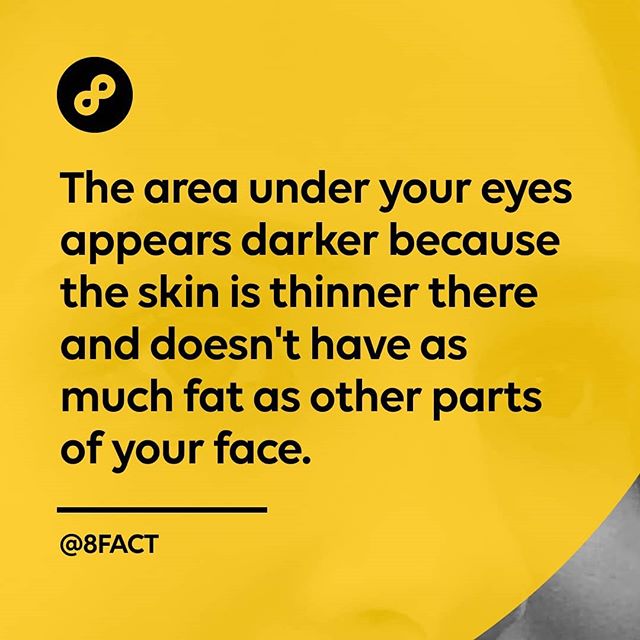 The area under your eyes
appears darker because
the skin is thinner there
and doesn't have as
much fat as other parts
of your face.
@8FACT